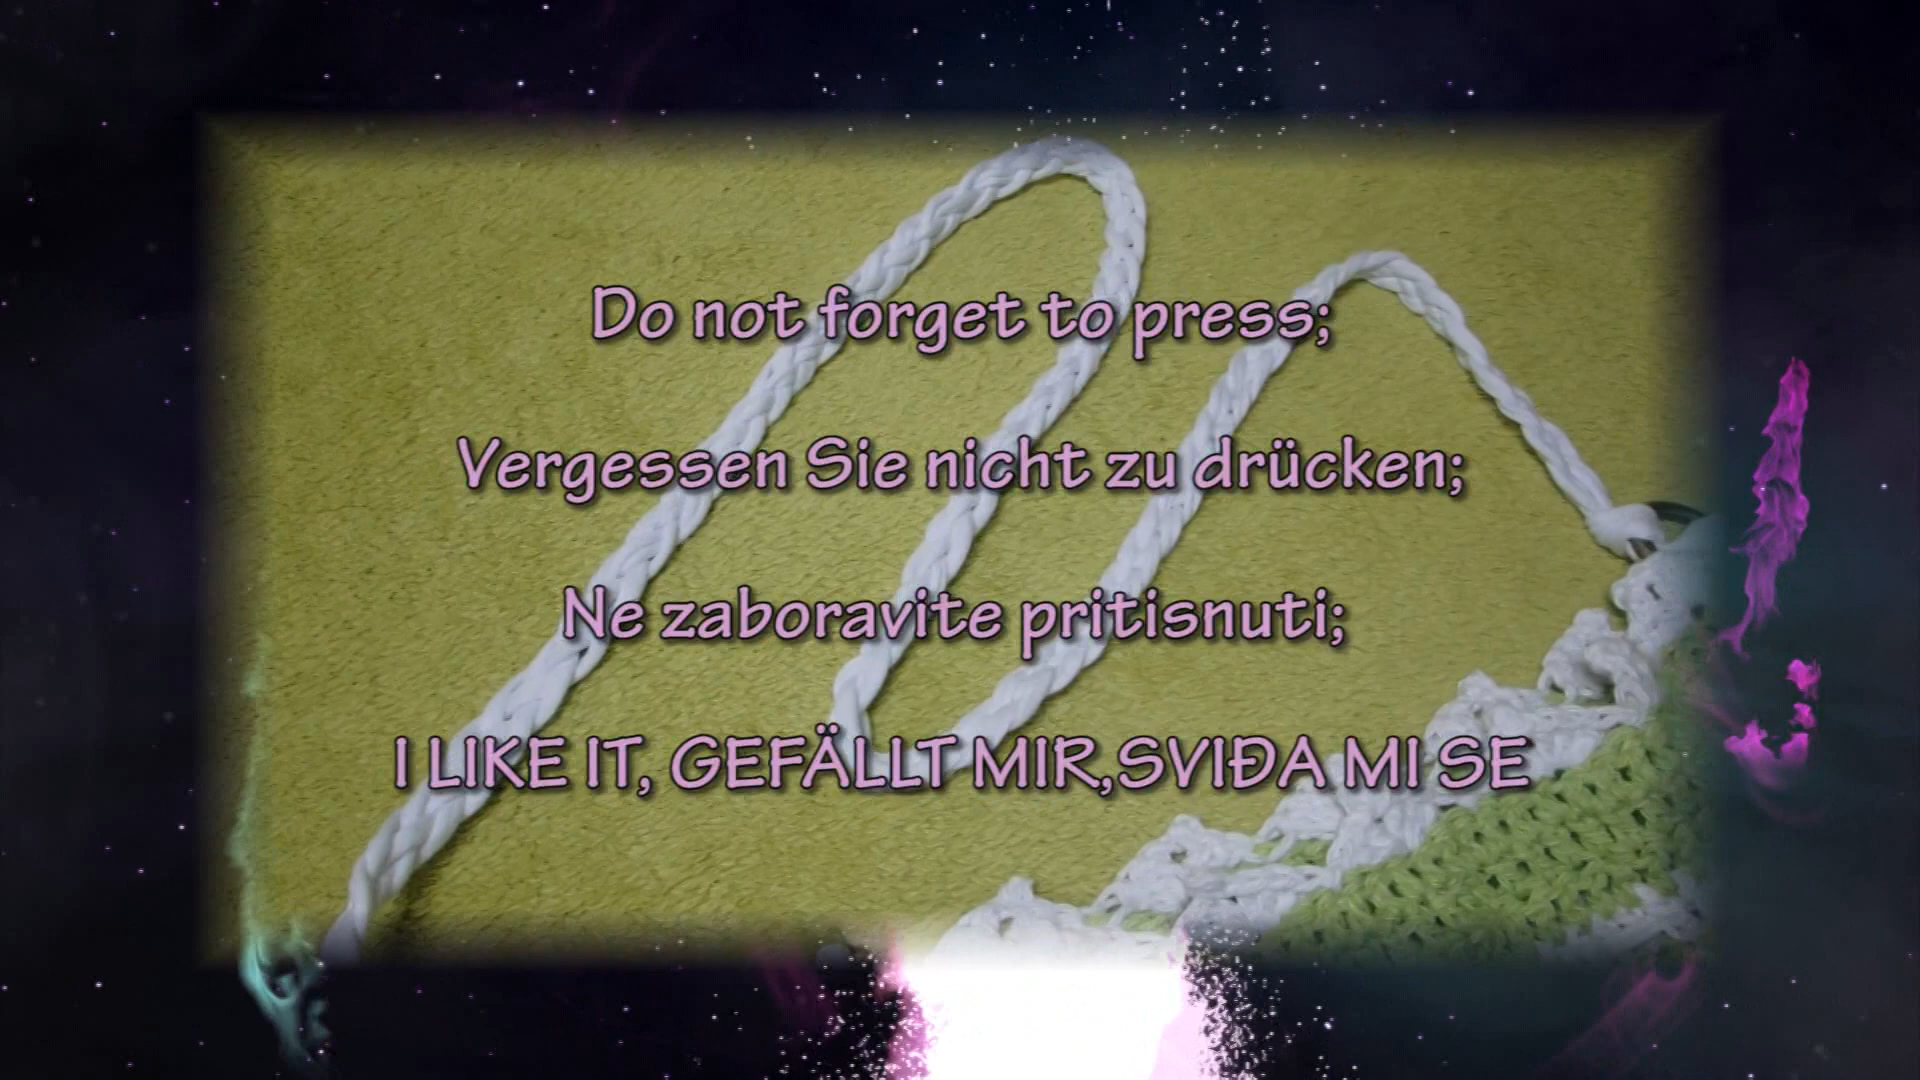 Do not forget to press;
Vergessen Sie nicht zu drücken;
Ne zaboravite pritisnuti;
I LIKE IT, GEFÄLLT MIR,SVIĐA MI SE